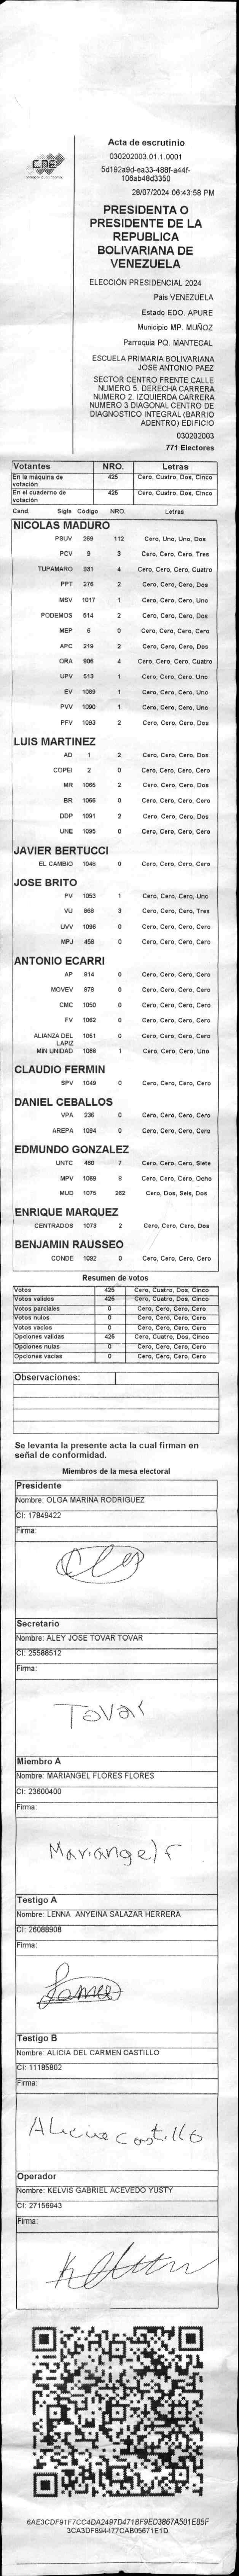 CNE
Acta de escrutinio
030202003.01.1.0001
5d192a9d-ea33-488f-a44f-
106ab48d3350
28/07/2024 06:43:58 PM
PRESIDENTA O
PRESIDENTE DE LA
REPUBLICA
BOLIVARIANA DE
VENEZUELA
ELECCIÓN PRESIDENCIAL 2024
Pais VENEZUELA
Estado EDO. APURE
Municipio MP. MUÑOZ
Parroquia PQ. MANTECAL
ESCUELA PRIMARIA BOLIVARIANA
JOSE ANTONIO PAEZ
SECTOR CENTRO FRENTE CALLE
NUMERO 5. DERECHA CARRERA
NUMERO 2. IZQUIERDA CARRERA
NUMERO 3 DIAGONAL CENTRO DE
DIAGNOSTICO INTEGRAL (BARRIO
ADENTRO) EDIFICIO
030202003
771 Electores
Votantes NRO. Letras
En la máquina de votación 425 Cero, Cuatro, Dos, Cinco
En el cuaderno de votación 425 Cero, Cuatro, Dos, Cinco
Cand. Sigla Código NRO. Letras
NICOLAS MADURO
PSUV 269 112 Cero, Uno, Uno, Dos
PCV 9 3 Cero, Cero, Cero, Tres
TUPAMARO 931 4 Cero, Cero, Cero, Cuatro
PPT 276 2 Cero, Cero, Cero, Dos
MSV 1017 1 Cero, Cero, Cero, Uno
PODEMOS 514 2 Cero, Cero, Cero, Dos
MEP 6 0 Cero, Cero, Cero, Cero
APC 219 2 Cero, Cero, Cero, Dos
ORA 906 4 Cero, Cero, Cero, Cuatro
UPV 513 1 Cero, Cero, Cero, Uno
EV 1089 1 Cero, Cero, Cero, Uno
PVV 1090 1 Cero, Cero, Cero, Uno
PFV 1093 2 Cero, Cero, Cero, Dos
LUIS MARTINEZ
AD 1 2 Cero, Cero, Cero, Dos
COPEI 2 0 Cero, Cero, Cero, Cero
MR 1065 2 Cero, Cero, Cero, Dos
BR 1066 0 Cero, Cero, Cero, Cero
DDP 1091 2 Cero, Cero, Cero, Dos
UNE 1095 0 Cero, Cero, Cero, Cero
JAVIER BERTUCCI
EL CAMBIO 1048 0 Cero, Cero, Cero, Cero
JOSE BRITO
PV 1053 1 Cero, Cero, Cero, Uno
VU 868 3 Cero, Cero, Cero, Tres
UVV 1096 0 Cero, Cero, Cero, Cero
MPJ 458 0 Cero, Cero, Cero, Cero
ANTONIO ECARRI
AP 814 0 Cero, Cero, Cero, Cero
MOVEV 878 0 Cero, Cero, Cero, Cero
CMC 1050 0 Cero, Cero, Cero, Cero
FV 1062 0 Cero, Cero, Cero, Cero
ALIANZA DEL LAPIZ 1051 0 Cero, Cero, Cero, Cero
MIN UNIDAD 1068 1 Cero, Cero, Cero, Uno
CLAUDIO FERMIN
SPV 1049 0 Cero, Cero, Cero, Cero
DANIEL CEBALLOS
VPA 236 0 Cero, Cero, Cero, Cero
AREPA 1094 0 Cero, Cero, Cero, Cero
EDMUNDO GONZALEZ
UNTC 460 7 Cero, Cero, Cero, Siete
MPV 1069 8 Cero, Cero, Cero, Ocho
MUD 1075 262 Cero, Dos, Seis, Dos
ENRIQUE MARQUEZ
CENTRADOS 1073 2 Cero, Cero, Cero, Dos
BENJAMIN RAUSSEO
CONDE 1092 0 Cero, Cero, Cero, Cero
Resumen de votos
Votos 425 Cero, Cuatro, Dos, Cinco
Votos validos 425 Cero, Cuatro, Dos, Cinco
Votos parciales 0 Cero, Cero, Cero, Cero
Votos nulos 0 Cero, Cero, Cero, Cero
Votos vacios 0 Cero, Cero, Cero, Cero
Opciones validas 425 Cero, Cuatro, Dos, Cinco
Opciones nulas 0 Cero, Cero, Cero, Cero
Opciones vacias 0 Cero, Cero, Cero, Cero
Observaciones:
Se levanta la presente acta la cual firman en
señal de conformidad.
Miembros de la mesa electoral
Presidente
Nombre: OLGA MARINA RODRIGUEZ
CI: 17849422
Firma:
Secretario
Nombre: ALEY JOSE TOVAR TOVAR
CI: 25588512
Firma:
Tovar
Miembro A
Nombre: MARIANGEL FLORES FLORES
CI: 23600400
Firma:
Mariangel F
Testigo A
Nombre: LENNA ANYEINA SALAZAR HERRERA
CI: 26088908
Firma:
Testigo B
Nombre: ALICIA DEL CARMEN CASTILLO
CI: 11185802
Firma:
Alicia Castillo
Operador
Nombre: KELVIS GABRIEL ACEVEDO YUSTY
CI: 27156943
Firma:
6AE3CDF91F7CC4DA2497D4718F9ED3867A501E05F
3CA3DF694477CAB05671E1D